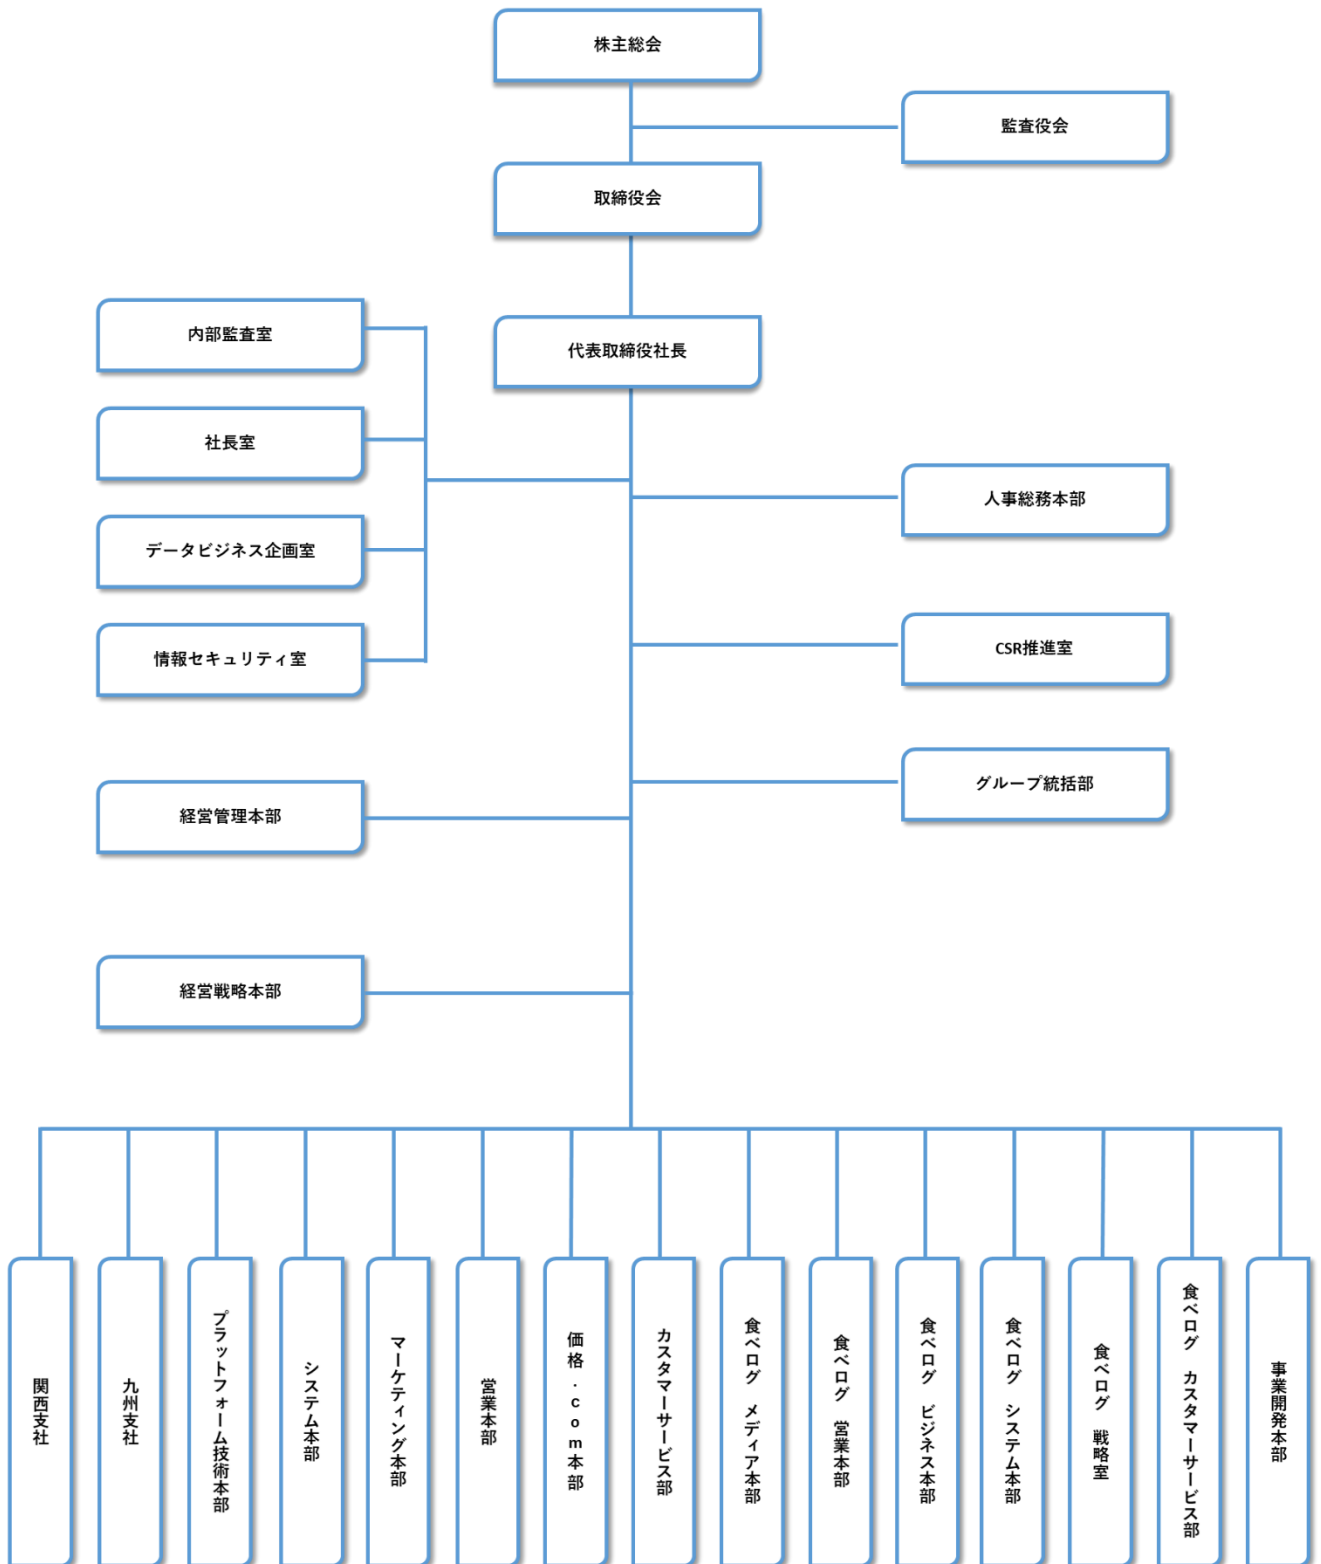 株主総会
監査役会
取締役会
代表取締役社長
内部監査室
社長室
データビジネス企画室
情報セキュリティ室
人事総務本部
CSR推進室
グループ統括部
経営管理本部
経営戦略本部
関西支社
九州支社
プラットフォーム技術本部
システム本部
マーケティング本部
営業本部
価格.com本部
カスタマーサービス部
食べログ メディア本部
食べログ 営業本部
食べログ ビジネス本部
食べログ システム本部
食べログ 戦略室
食べログ カスタマーサービス部
事業開発本部